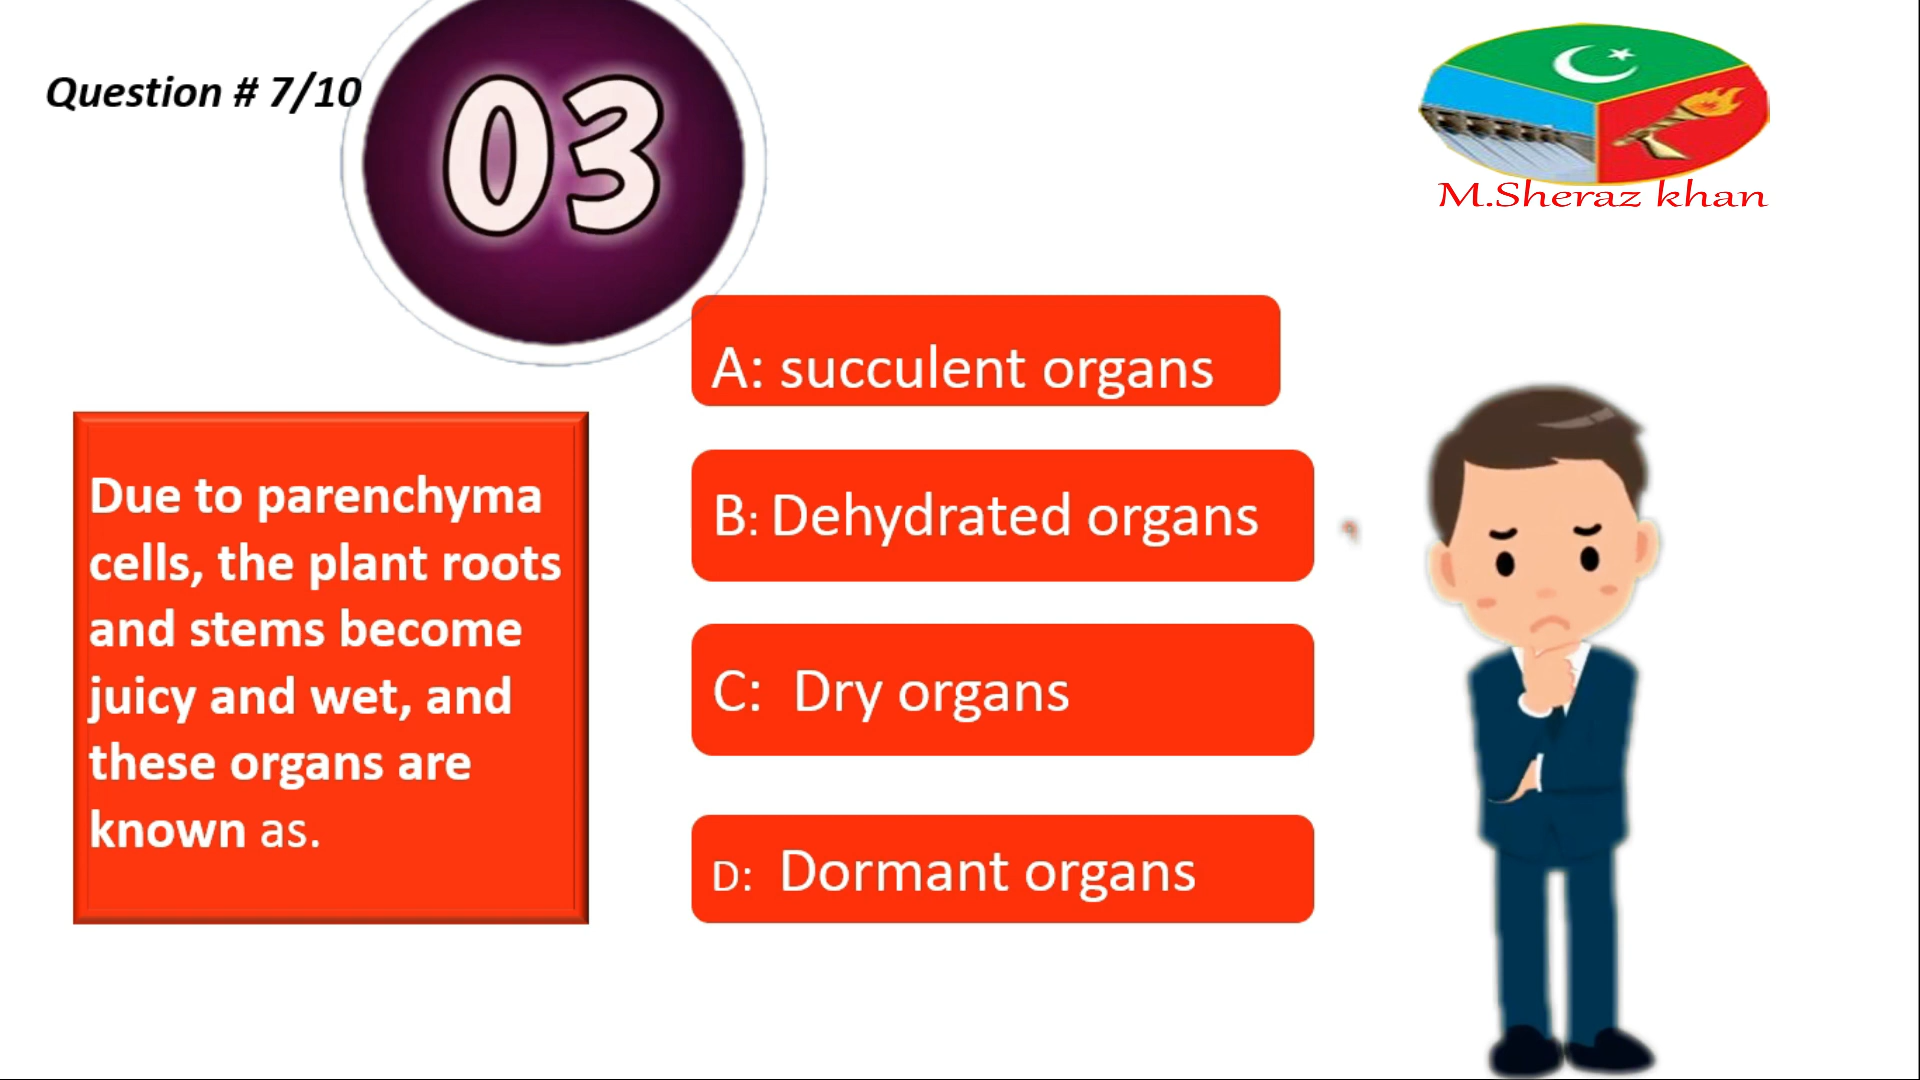 Question # 7/10
03
M.Sheraz khan
Due to parenchyma
cells, the plant roots
and stems become
juicy and wet, and
these organs are
known as.
A: succulent organs
B: Dehydrated organs
C: Dry organs
D: Dormant organs